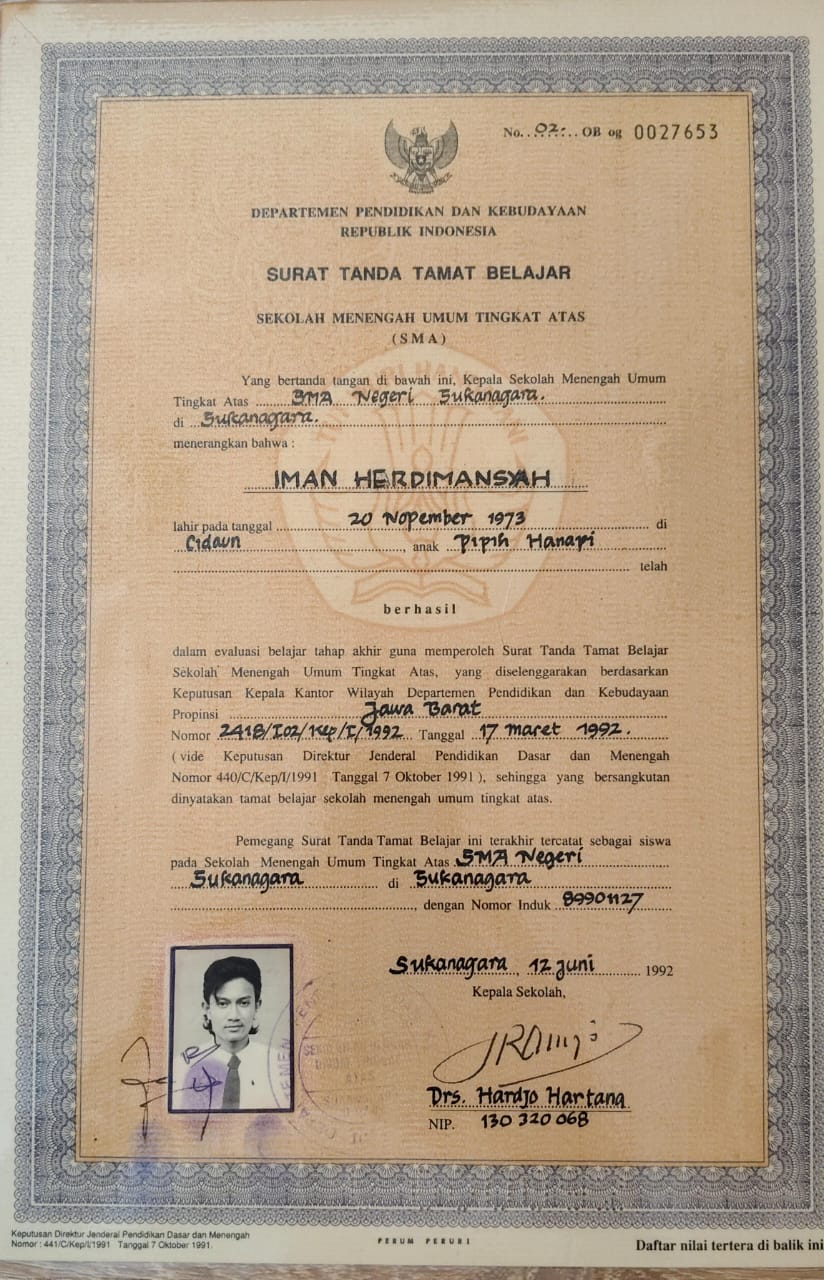 No. 02. OB og 0027653
DEPARTEMEN PENDIDIKAN DAN KEBUDAYAAN
REPUBLIK INDONESIA
SURAT TANDA TAMAT BELAJAR
SEKOLAH MENENGAH UMUM TINGKAT ATAS
(SMA)
Yang bertanda tangan di bawah ini, Kepala Sekolah Menengah Umum
Tingkat Atas SMA Negeri Sukanagara.
di Sukanagara.
menerangkan bahwa :
IMAN HERDIMANSYAH
lahir pada tanggal 20 Nopember 1973 di
Cidaun, anak Pipih Hanapi
telah
berhasil
dalam evaluasi belajar tahap akhir guna memperoleh Surat Tanda Tamat Belajar
Sekolah Menengah Umum Tingkat Atas, yang diselenggarakan berdasarkan
Keputusan Kepala Kantor Wilayah Departemen Pendidikan dan Kebudayaan
Propinsi Jawa Barat
Nomor 2418/I02/Kep/I/1992 Tanggal 17 Maret 1992.
( vide Keputusan Direktur Jenderal Pendidikan Dasar dan Menengah
Nomor 440/C/Kep/I/1991 Tanggal 7 Oktober 1991 ), sehingga yang bersangkutan
dinyatakan tamat belajar sekolah menengah umum tingkat atas.
Pemegang Surat Tanda Tamat Belajar ini terakhir tercatat sebagai siswa
pada Sekolah Menengah Umum Tingkat Atas SMA Negeri
Sukanagara di Sukanagara
, dengan Nomor Induk 89901127
Sukanagara, 12 Juni 1992
Kepala Sekolah,
Drs. Hardjo Hartana
NIP. 130 320 068
Keputusan Direktur Jenderal Pendidikan Dasar dan Menengah
Nomor : 441/C/Kep/I/1991 Tanggal 7 Oktober 1991.
PERUM PERURI
Daftar nilai tertera di balik ini